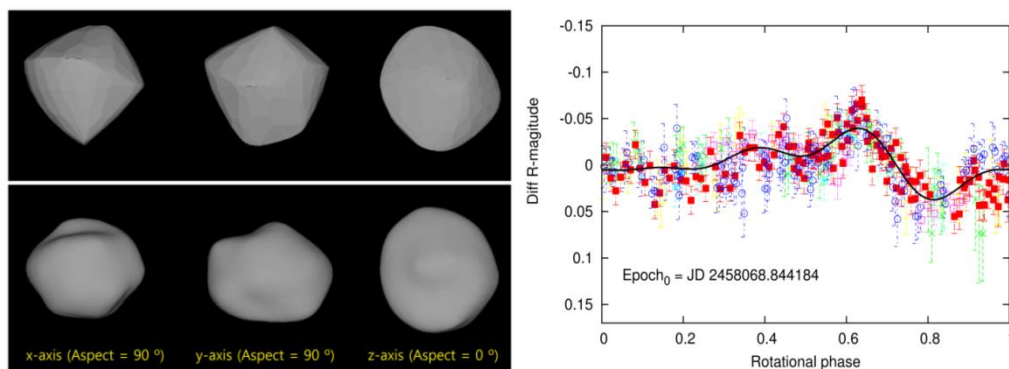 x-axis (Aspect = 90 º) y-axis (Aspect = 90 º) z-axis (Aspect = 0 º)
-0.15
-0.1
-0.05
0
0.05
0.1
0.15
Diff R-magitude
Epoch0 = JD 2458068.844184
0 0.2 0.4 0.6 0.8 1
Rotational phase